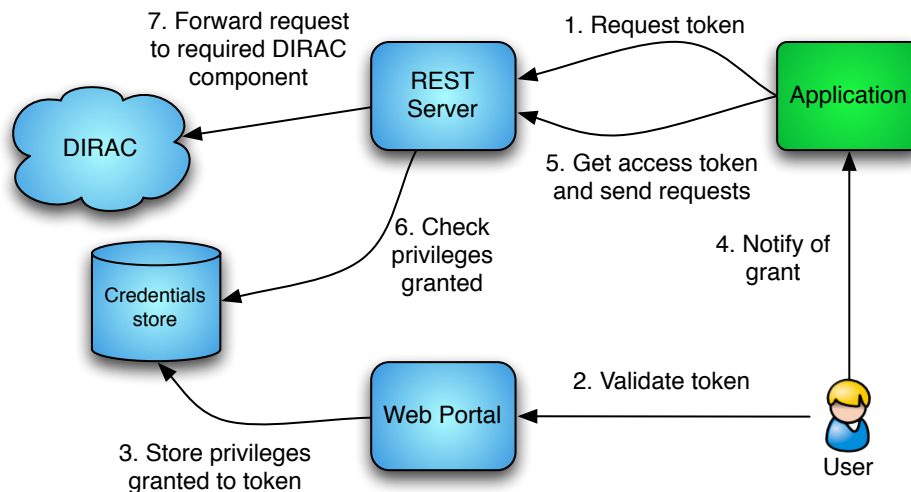 7. Forward request
to required DIRAC
component
1. Request token
REST
Server
Application
DIRAC
5. Get access token
and send requests
6. Check
privileges
granted
4. Notify of
grant
Credentials
store
2. Validate token
Web Portal
3. Store privileges
granted to token
User